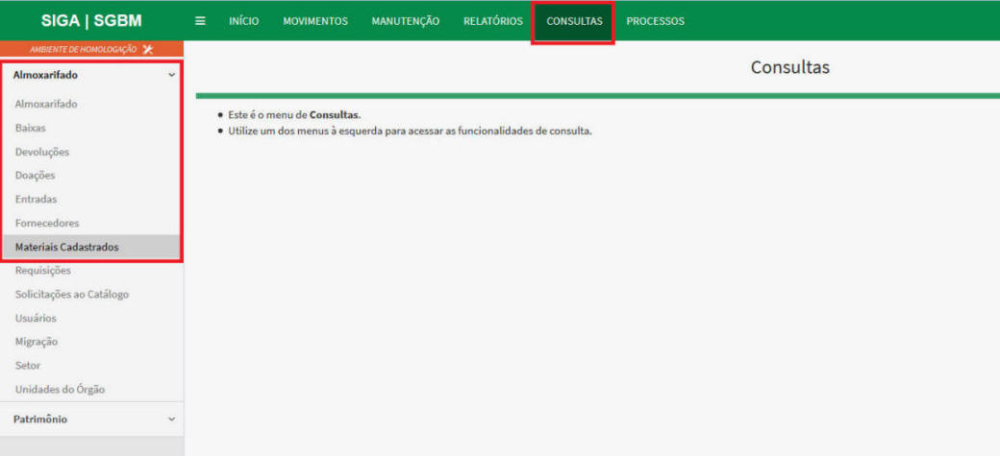 SIGA | SGBM
INÍCIO
MOVIMENTOS
MANUTENÇÃO
RELATÓRIOS
CONSULTAS
PROCESSOS
AMBIENTE DE HOMOLOGAÇÃO
Almoxarifado
Almoxarifado
Baixas
Devoluções
Doações
Entradas
Fornecedores
Materiais Cadastrados
Requisições
Solicitações ao Catálogo
Usuários
Migração
Setor
Unidades do Órgão
Patrimônio
Consultas
Este é o menu de Consultas.
Utilize um dos menus à esquerda para acessar as funcionalidades de consulta.